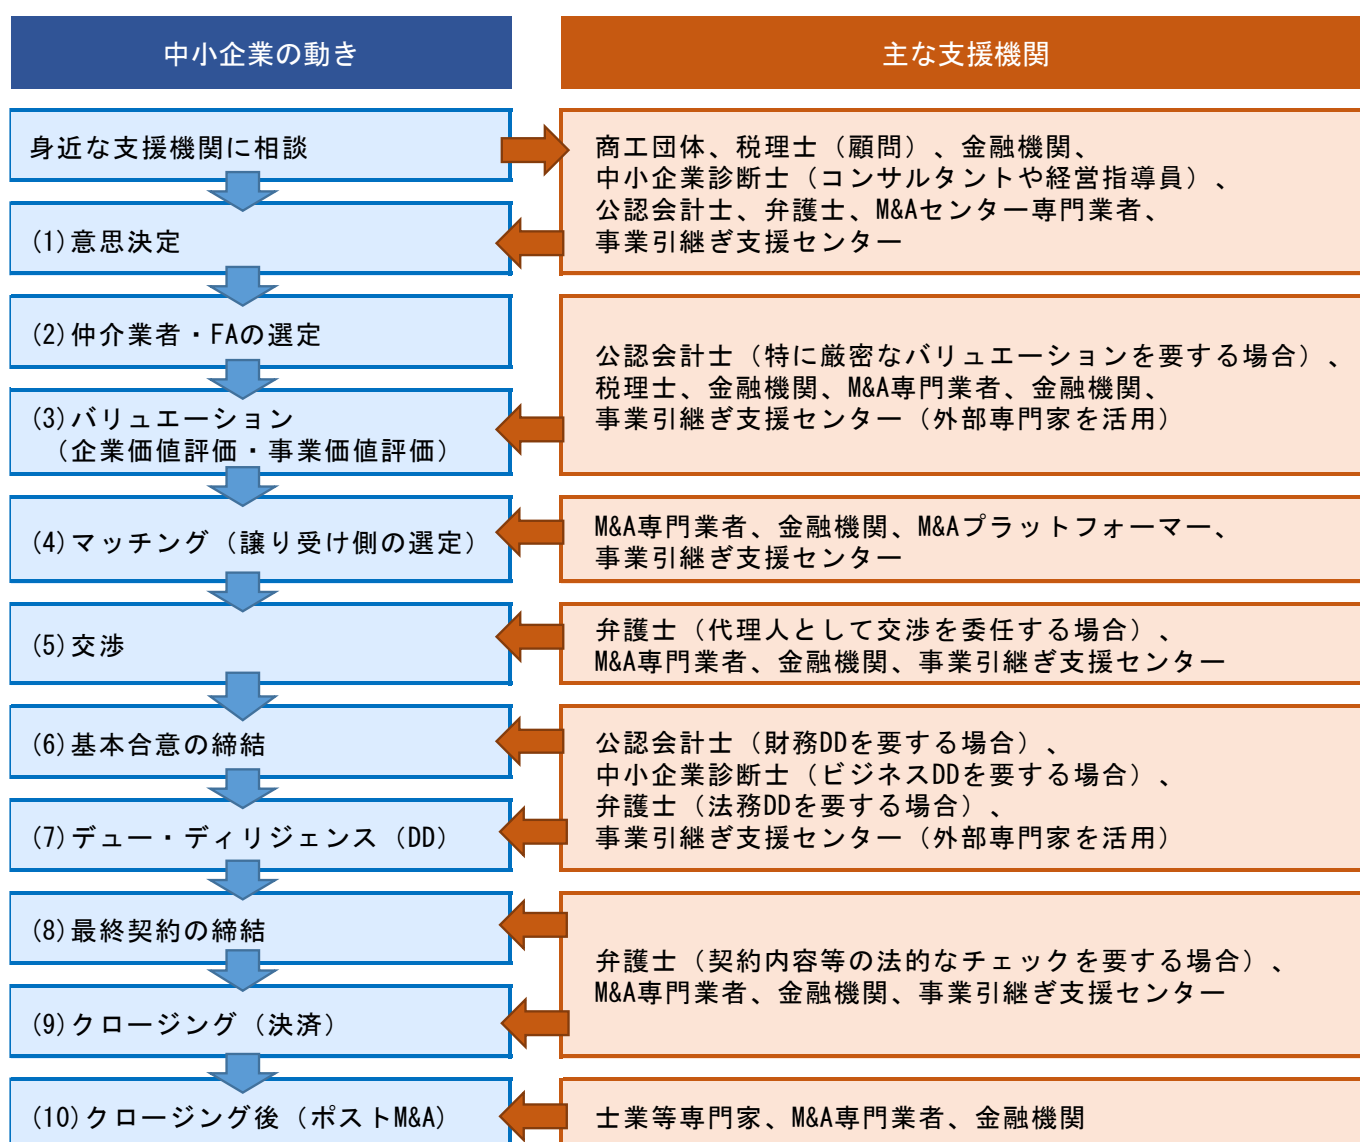 中小企業の動き
主な支援機関
身近な支援機関に相談
商工団体、税理士（顧問）、金融機関、
中小企業診断士（コンサルタントや経営指導員）、
公認会計士、弁護士、M&Aセンター専門業者、
事業引継ぎ支援センター
(1)意思決定
(2)仲介業者・FAの選定
公認会計士（特に厳密なバリュエーションを要する場合）、
税理士、金融機関、M&A専門業者、金融機関、
事業引継ぎ支援センター（外部専門家を活用）
(3)バリュエーション
（企業価値評価・事業価値評価）
(4)マッチング（譲り受け側の選定）
M&A専門業者、金融機関、M&Aプラットフォーマー、
事業引継ぎ支援センター
(5)交渉
弁護士（代理人として交渉を委任する場合）、
M&A専門業者、金融機関、事業引継ぎ支援センター
(6)基本合意の締結
公認会計士（財務DDを要する場合）、
中小企業診断士（ビジネスDDを要する場合）、
弁護士（法務DDを要する場合）、
事業引継ぎ支援センター（外部専門家を活用）
(7)デュー・ディリジェンス（DD）
(8)最終契約の締結
弁護士（契約内容等の法的なチェックを要する場合）、
M&A専門業者、金融機関、事業引継ぎ支援センター
(9)クロージング（決済）
(10)クロージング後（ポストM&A）
士業等専門家、M&A専門業者、金融機関